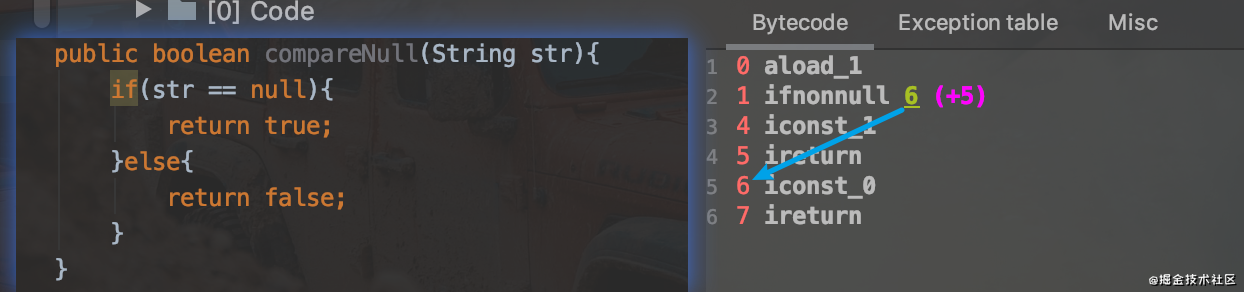 [0] Code
public boolean compareNull(String str){
if(str == null){
return true;
}else{
return false;
}
}
Bytecode Exception table Misc
1 0 aload_1
2 1 ifnonnull 6 (+5)
3 4 iconst_1
4 5 ireturn
5 6 iconst_0
6 7 ireturn
@掘金技术社区